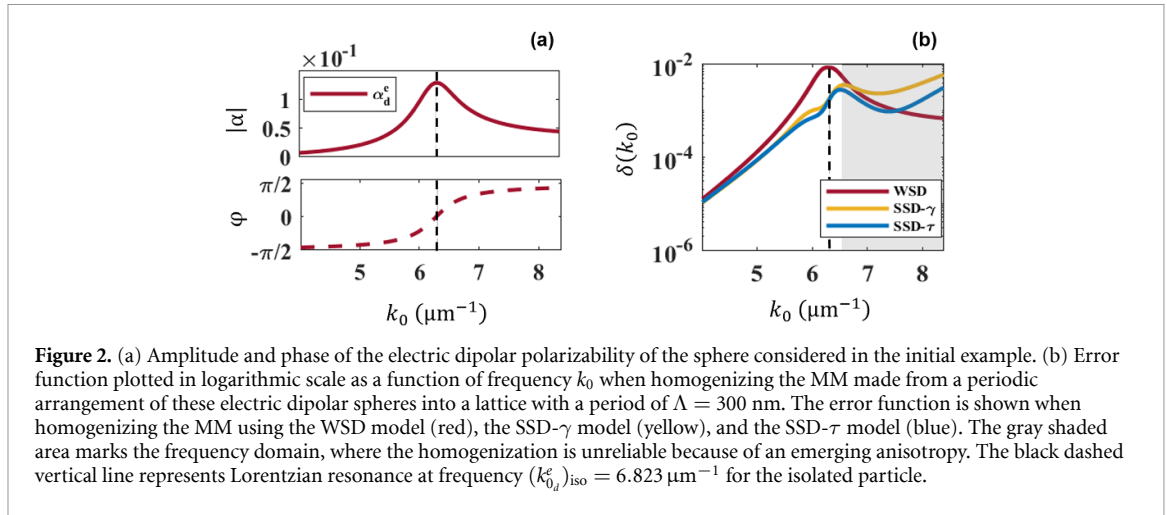 (a)
(b)
×10⁻¹
1
0.5
0
|α|
α_d^e
π/2
0
-π/2
φ
5
6
7
8
k₀ (μm⁻¹)
10⁻²
10⁻⁴
10⁻⁶
δ(k₀)
WSD
SSD-γ
SSD-τ
5
6
7
8
k₀ (μm⁻¹)
Figure 2. (a) Amplitude and phase of the electric dipolar polarizability of the sphere considered in the initial example. (b) Error
function plotted in logarithmic scale as a function of frequency k₀ when homogenizing the MM made from a periodic
arrangement of these electric dipolar spheres into a lattice with a period of Λ = 300 nm. The error function is shown when
homogenizing the MM using the WSD model (red), the SSD-γ model (yellow), and the SSD-τ model (blue). The gray shaded
area marks the frequency domain, where the homogenization is unreliable because of an emerging anisotropy. The black dashed
vertical line represents Lorentzian resonance at frequency (k_{0_d}^e)_iso = 6.823 μm⁻¹ for the isolated particle.